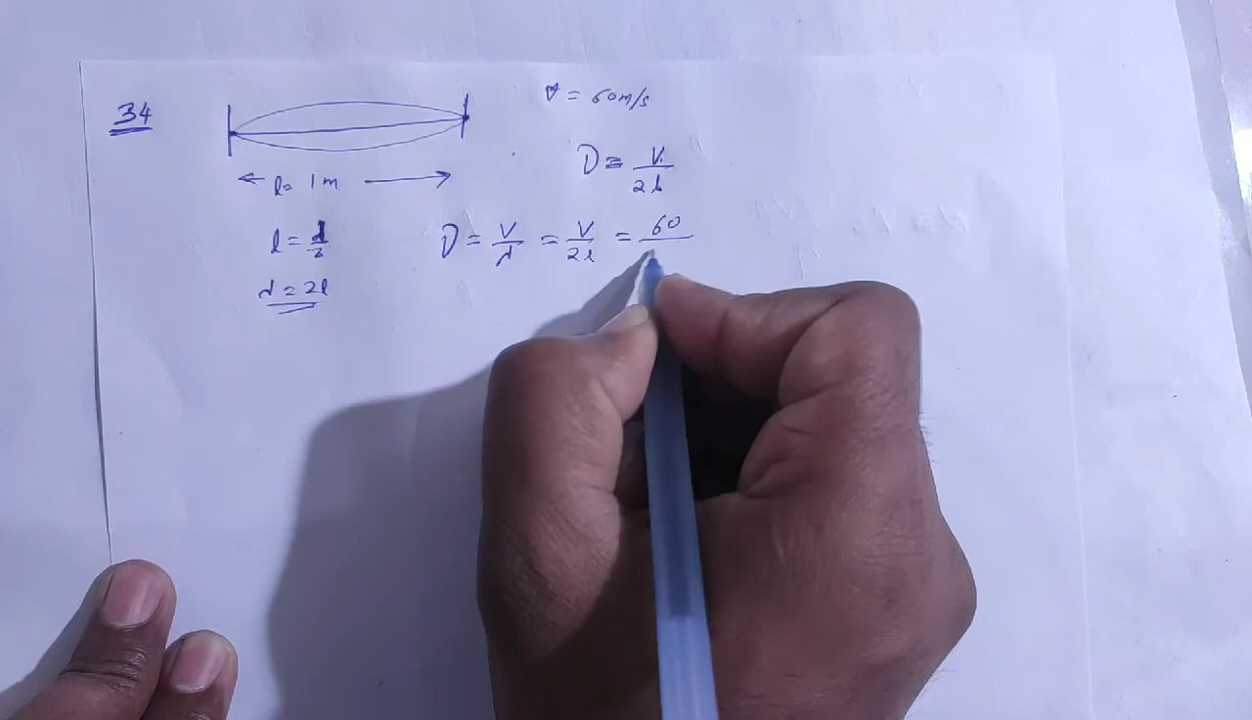 34
v = 60m/s
ν = v/2l
← l = 1m →
l = λ/2
ν = v/λ = v/2l = 60/
λ = 2l